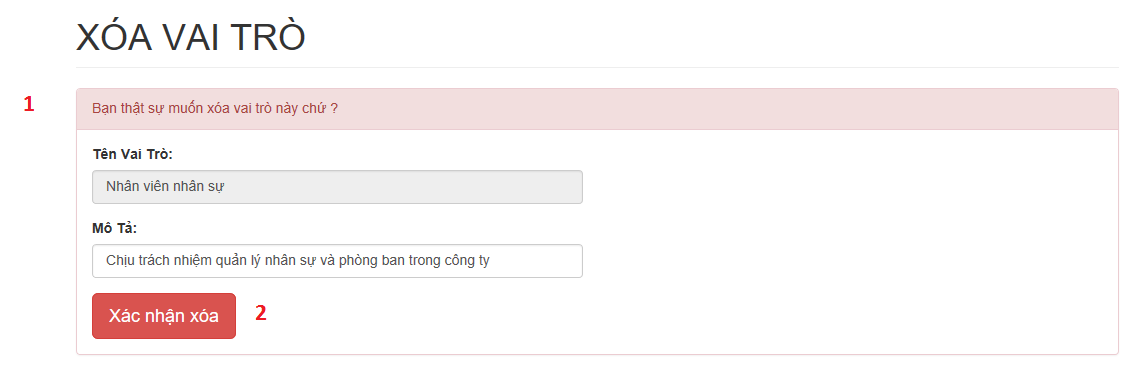 XÓA VAI TRÒ
1
Bạn thật sự muốn xóa vai trò này chứ ?
Tên Vai Trò:
Nhân viên nhân sự
Mô Tả:
Chịu trách nhiệm quản lý nhân sự và phòng ban trong công ty
Xác nhận xóa
2